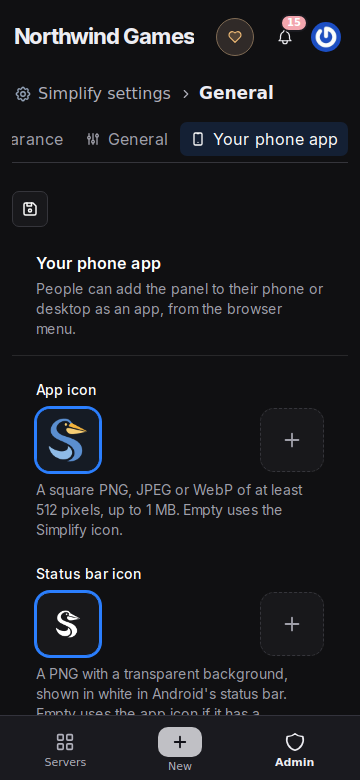 Northwind Games
15
Simplify settings > General
arance
General
Your phone app
Your phone app
People can add the panel to their phone or
desktop as an app, from the browser
menu.
App icon
A square PNG, JPEG or WebP of at least
512 pixels, up to 1 MB. Empty uses the
Simplify icon.
Status bar icon
A PNG with a transparent background,
shown in white in Android's status bar.
Empty uses the app icon if it has a
Servers
New
Admin